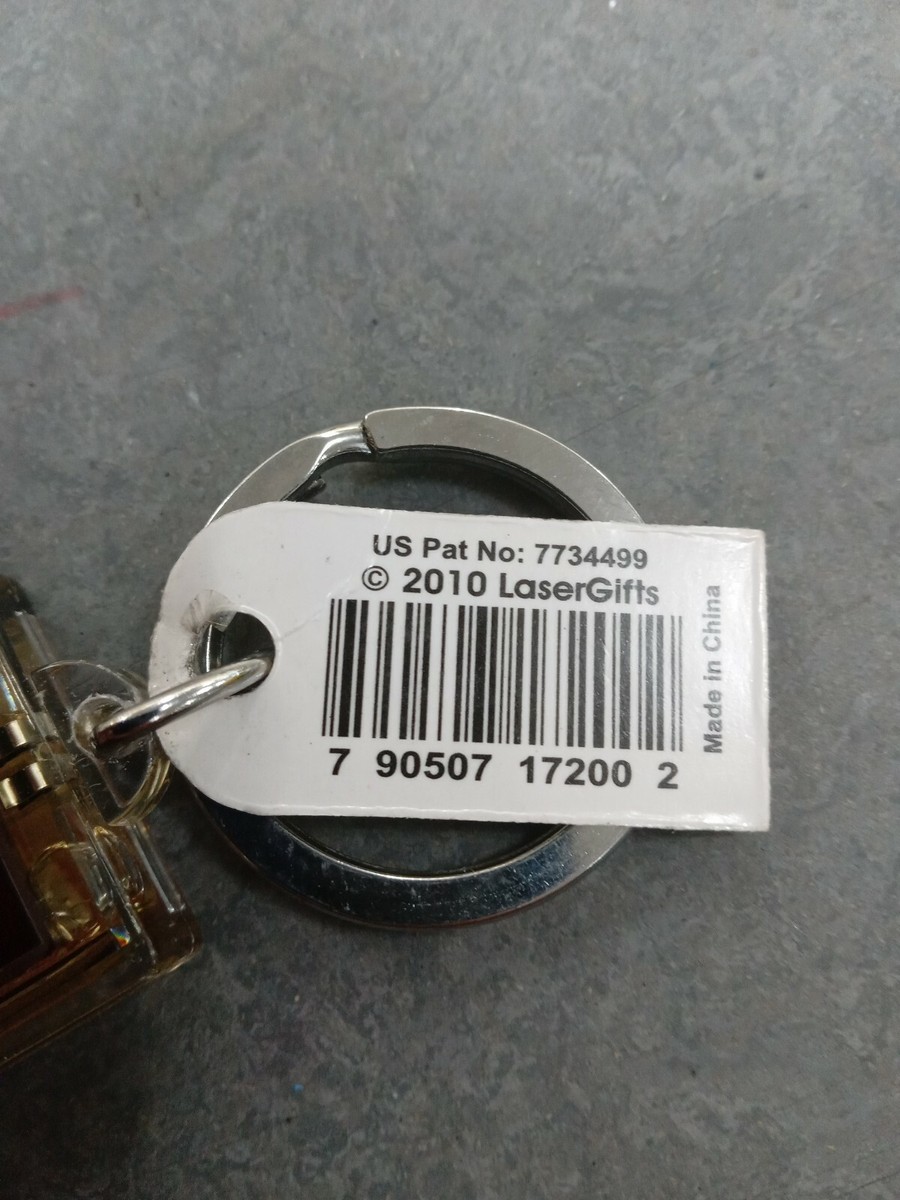 US Pat No: 7734499
© 2010 LaserGifts
7 90507 17200 2
Made in China